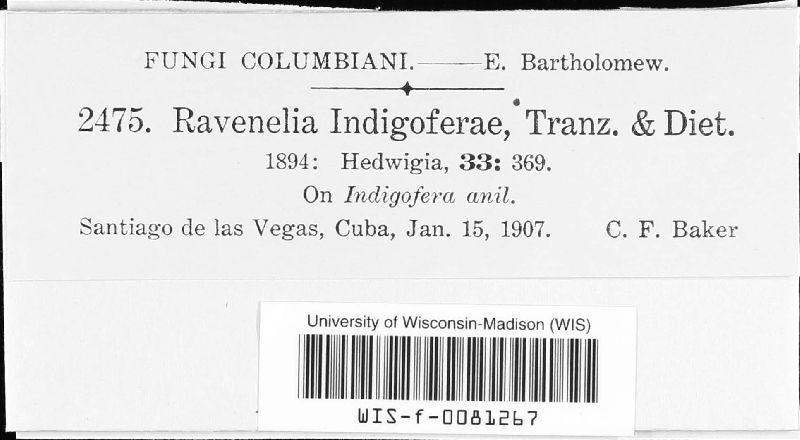 FUNGI COLUMBIANI.——E. Bartholomew.
2475. Ravenelia Indigoferae, Tranz. & Diet.
1894: Hedwigia, 33: 369.
On Indigofera anil.
Santiago de las Vegas, Cuba, Jan. 15, 1907. C. F. Baker
University of Wisconsin-Madison (WIS)
WIS-f-0081267